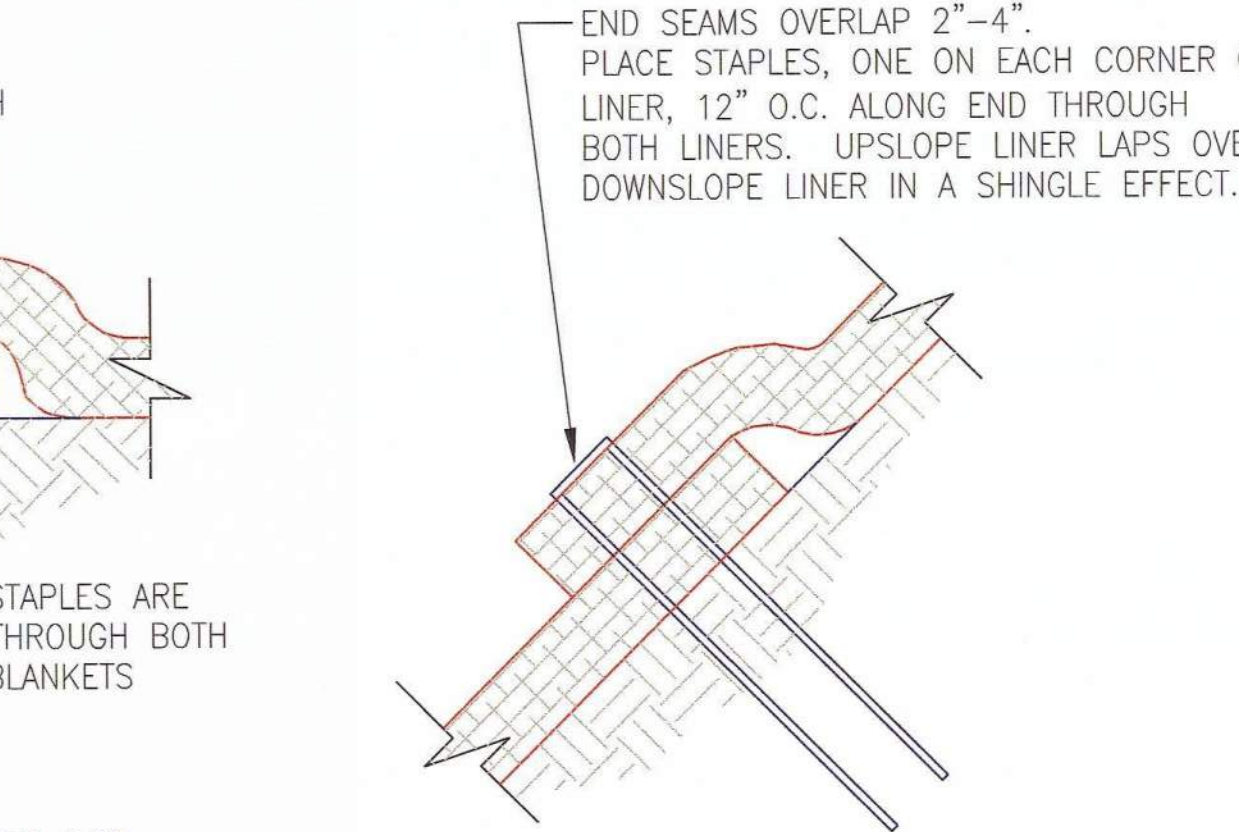 END SEAMS OVERLAP 2”–4”.
PLACE STAPLES, ONE ON EACH CORNER
LINER, 12” O.C. ALONG END THROUGH
BOTH LINERS. UPSLOPE LINER LAPS
DOWNSLOPE LINER IN A SHINGLE EFFECT.
STAPLES ARE
THROUGH BOTH
BLANKETS